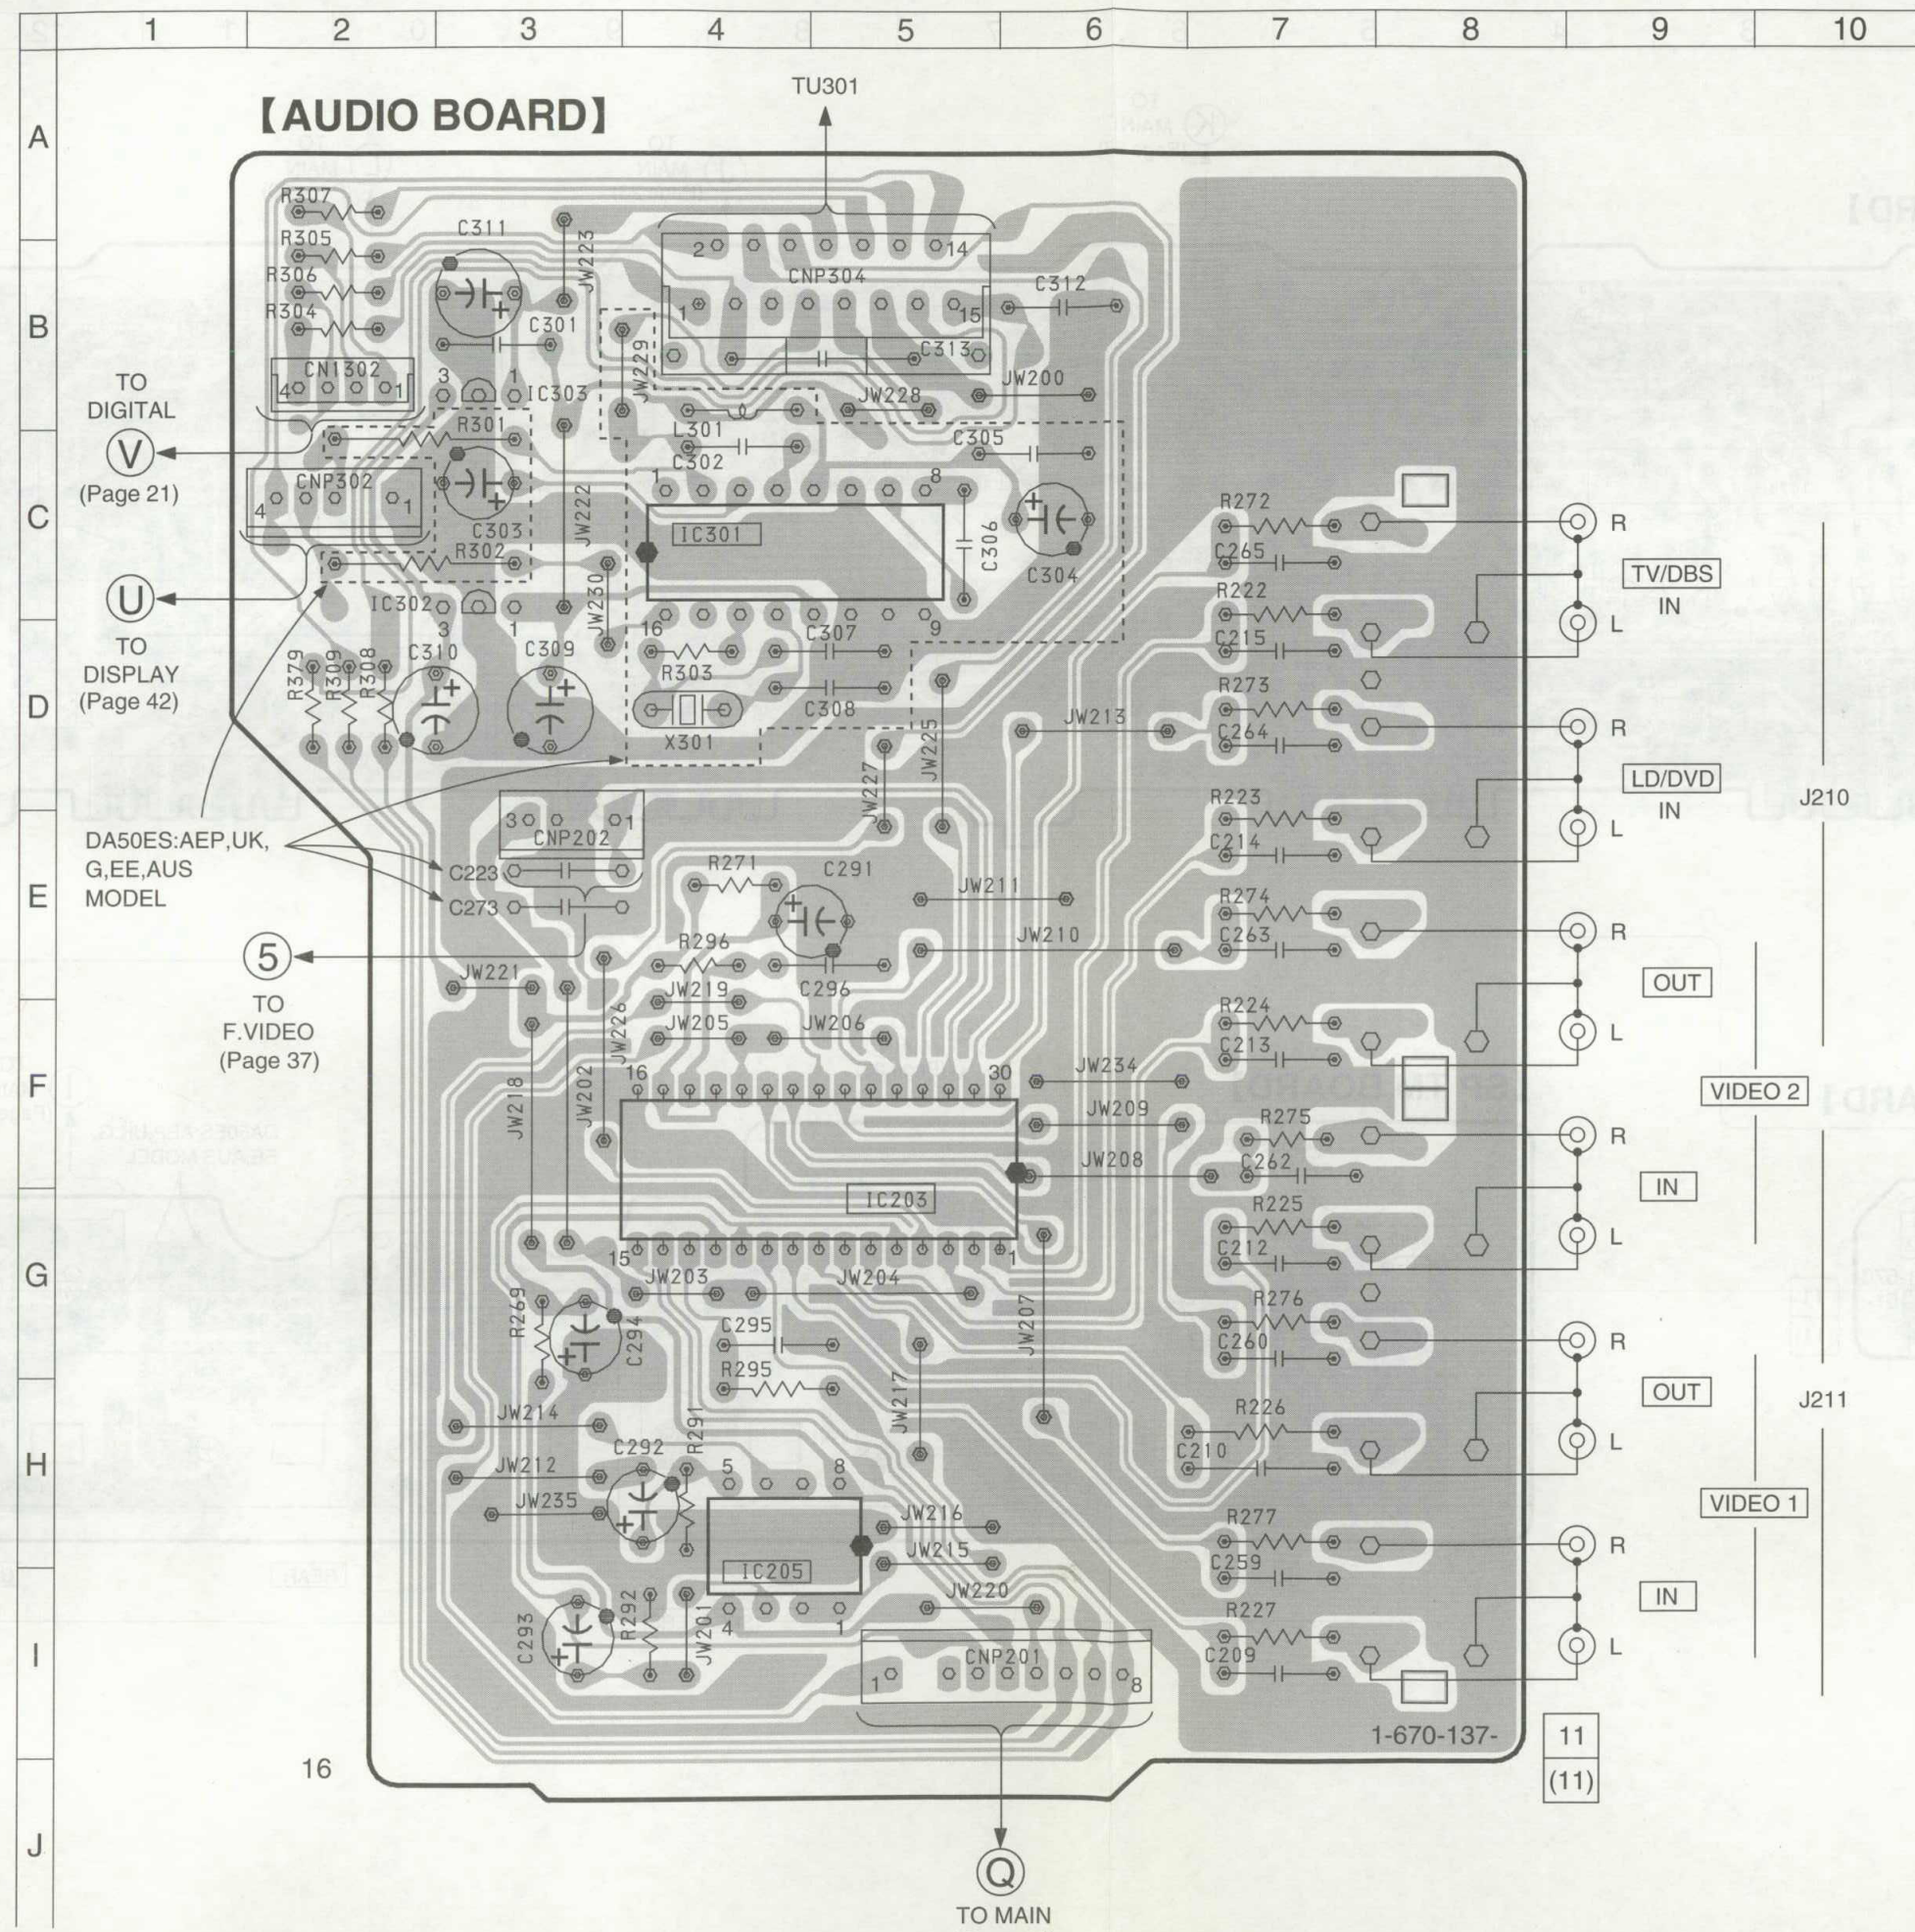 1 2 3 4 5 6 7 8 9 10
A
B
C
D
E
F
G
H
I
J
【AUDIO BOARD】
TU301
R307
R305
R306
R304
C311
JW223
2 14
CNP304
1 15
C312
C301
JW229
C313
CN1302
4 1
3 1
IC303
JW228
JW200
TO
DIGITAL
V
(Page 21)
R301
L301
C302
C305
CNP302
4 1
C303
JW222
1 8
IC301
C306
C304
R302
U
TO
DISPLAY
(Page 42)
IC302
3 1
JW230
16 9
R303
C307
C308
X301
R379
R309
R308
C310
C309
JW227
JW225
JW213
R272
C265
R222
C215
R273
C264
R223
C214
R274
C263
R224
C213
R275
C262
R225
C212
R276
C260
R226
C210
R277
C259
R227
C209
R
TV/DBS
IN
L
R
LD/DVD
IN
L
J210
R
OUT
L
VIDEO 2
R
IN
L
R
OUT
L
J211
VIDEO 1
R
IN
L
DA50ES:AEP,UK,
G,EE,AUS
MODEL
3 1
CNP202
C223
C273
5
TO
F.VIDEO
(Page 37)
R271
C291
JW211
JW210
R296
C296
JW221
JW219
JW205
JW206
JW226
JW218
JW202
16 30
JW234
JW209
JW208
IC203
15 1
JW203
JW204
JW207
R269
C294
C295
R295
JW217
JW214
JW212
JW235
C292
R291
5 8
IC205
4 1
JW216
JW215
JW220
C293
R292
JW201
CNP201
1 8
1-670-137-
11
(11)
16
Q
TO MAIN